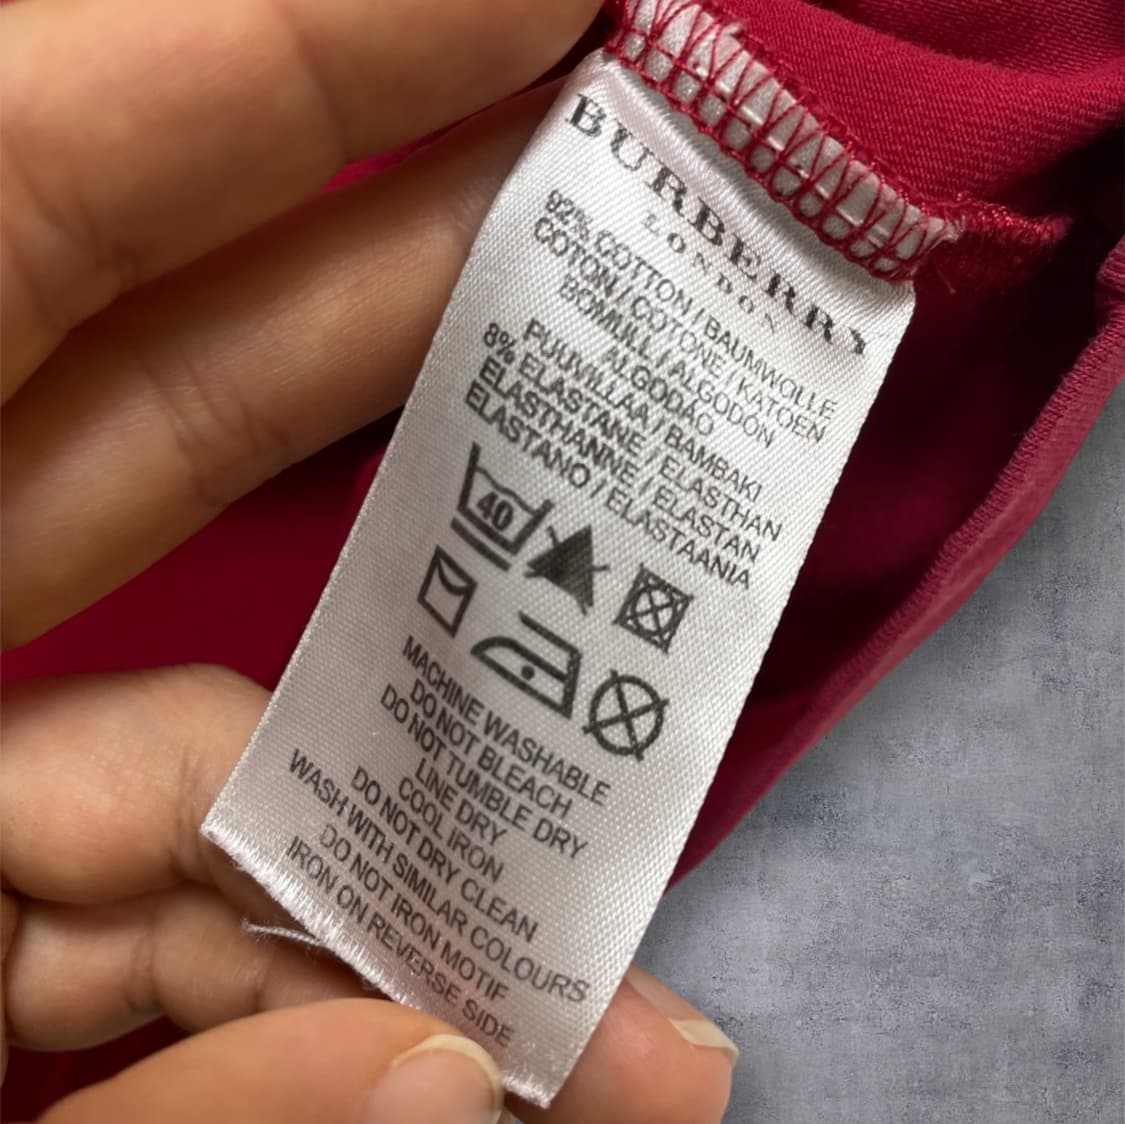 BURBERRY
LONDON
92% COTTON / BAUMWOLLE
COTON / COTONE / KATOEN
BOMULL / ALGODON
ALGODÃO
PUUVILLAA / BAMBAKI
8% ELASTANE / ELASTHAN
ELASTHANNE / ELASTAN
ELASTANO / ELASTAANIA
40
MACHINE WASHABLE
DO NOT BLEACH
DO NOT TUMBLE DRY
LINE DRY
COOL IRON
DO NOT DRY CLEAN
WASH WITH SIMILAR COLOURS
DO NOT IRON MOTIF
IRON ON REVERSE SIDE